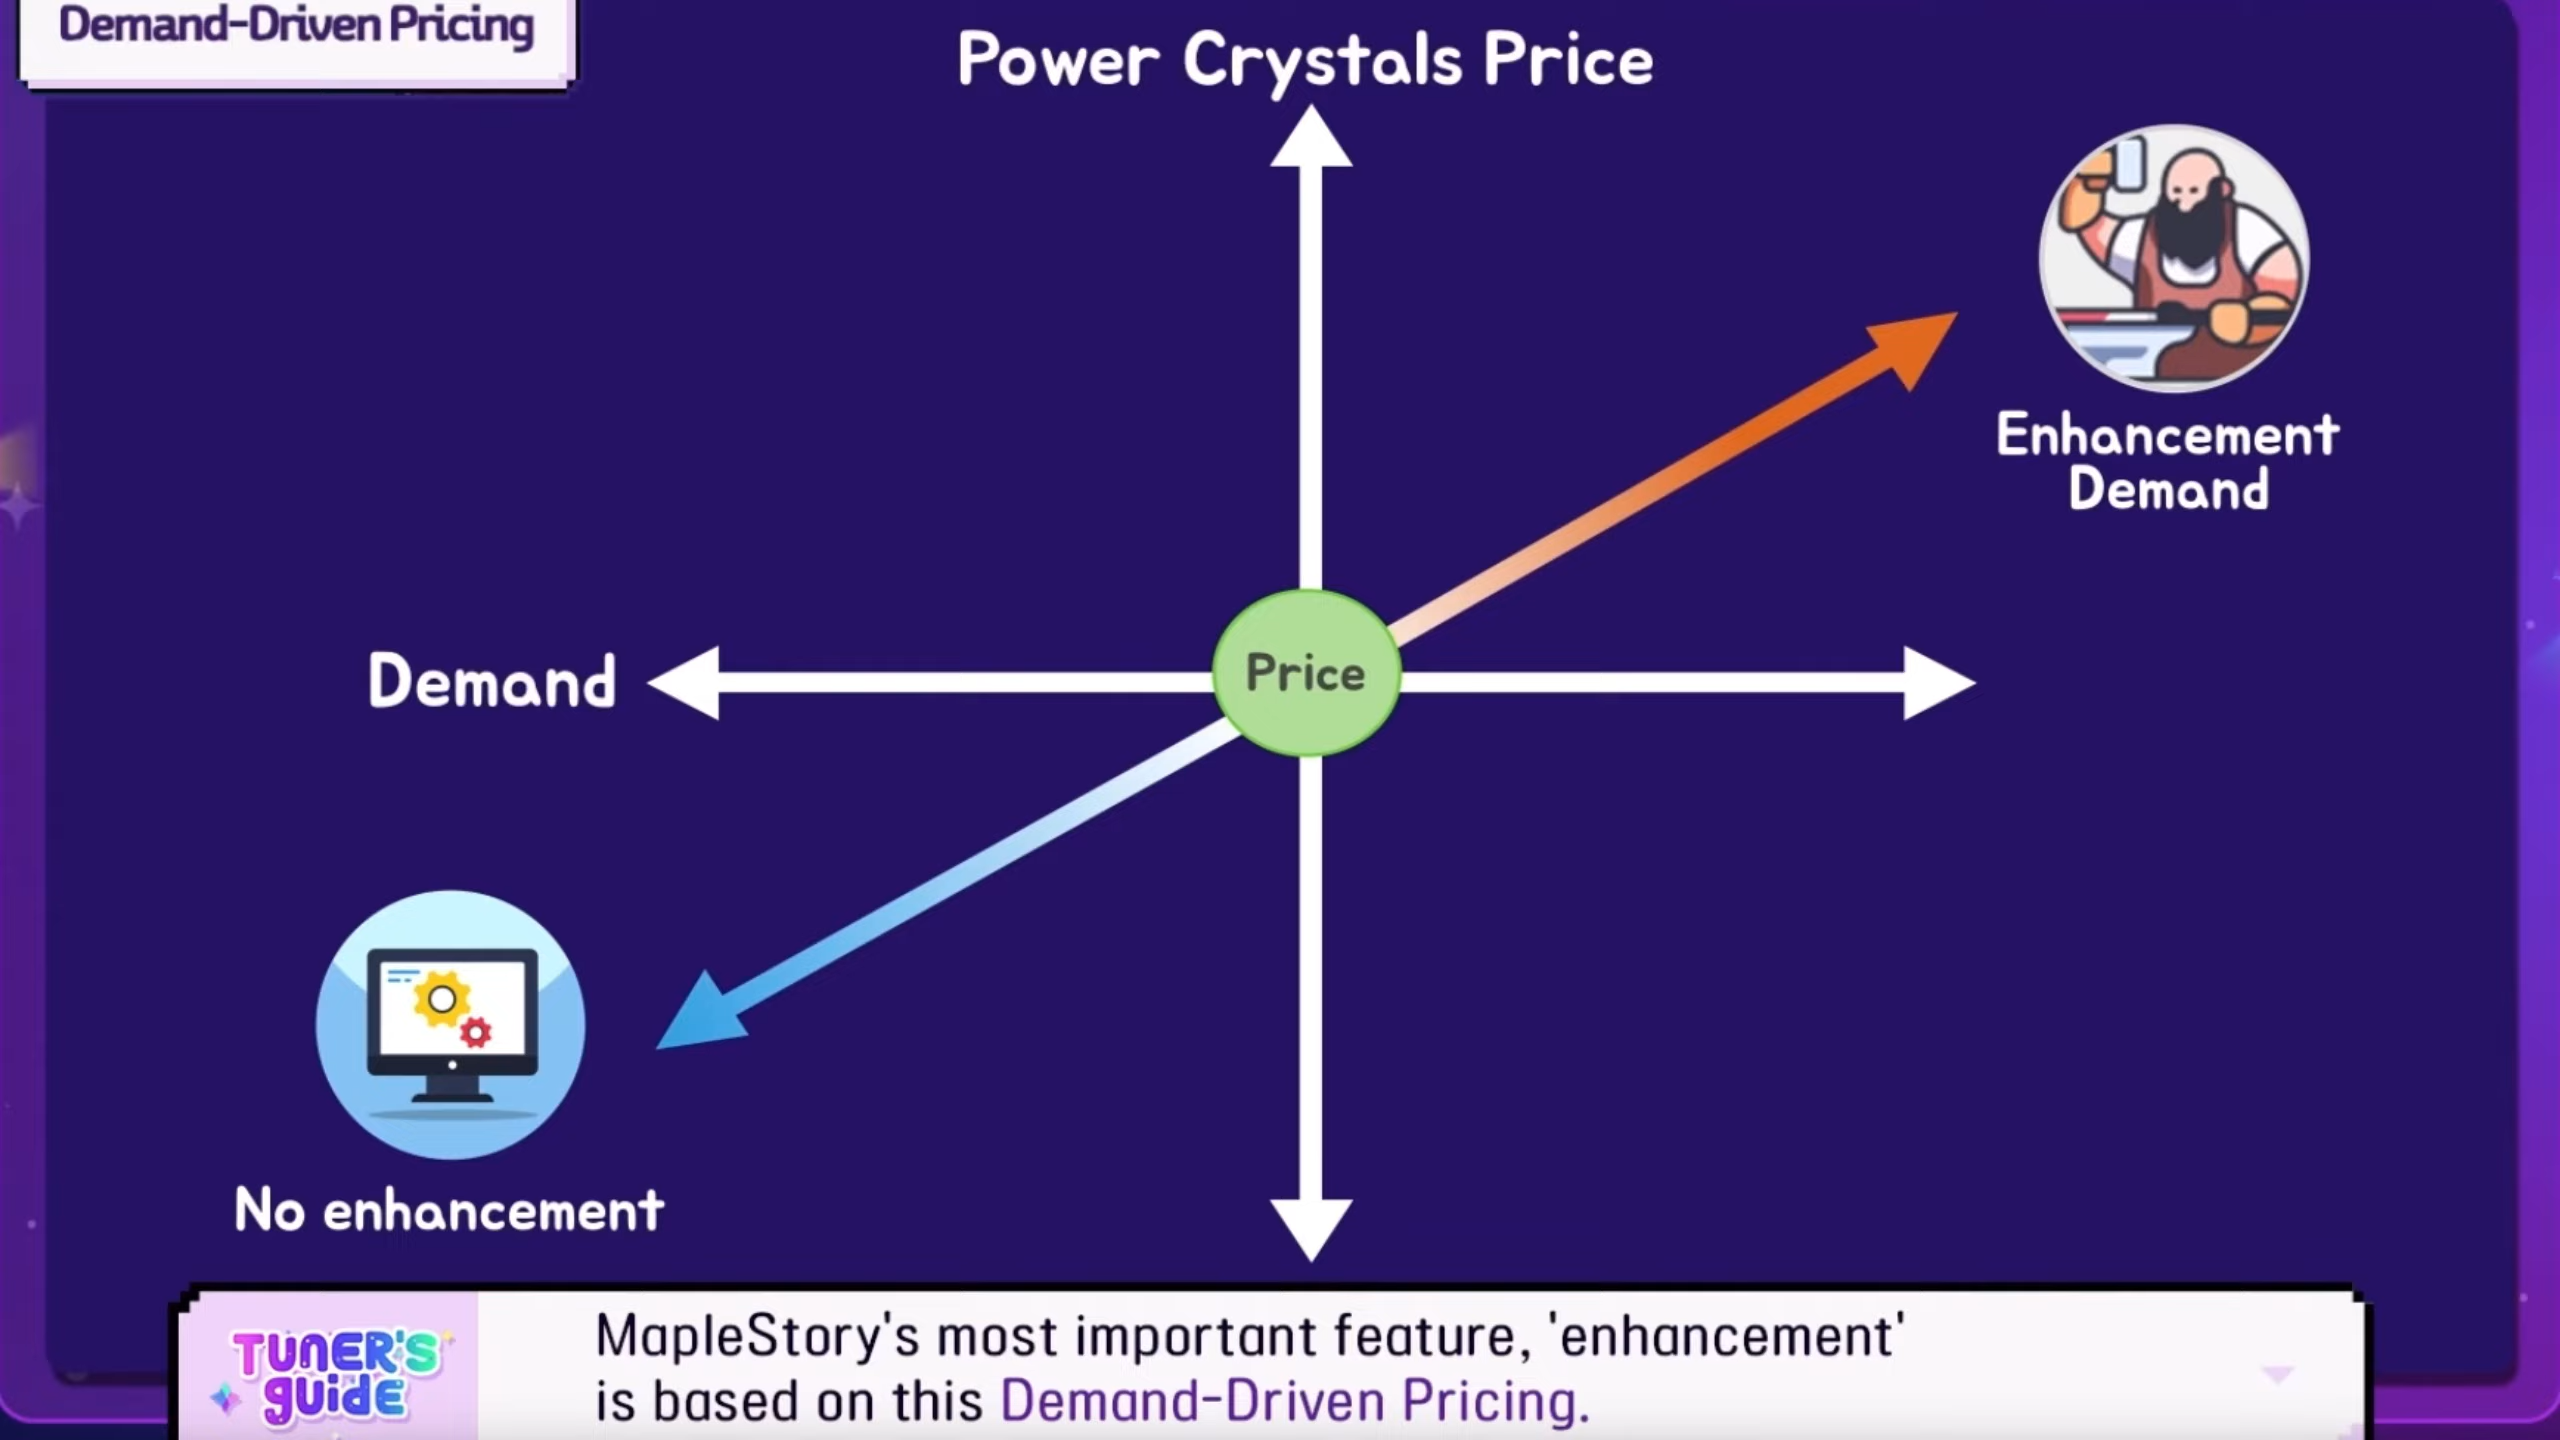 Demand-Driven Pricing
Power Crystals Price
Enhancement
Demand
Price
Demand
No enhancement
TUNER'S
guide
MapleStory's most important feature, 'enhancement'
is based on this Demand-Driven Pricing.